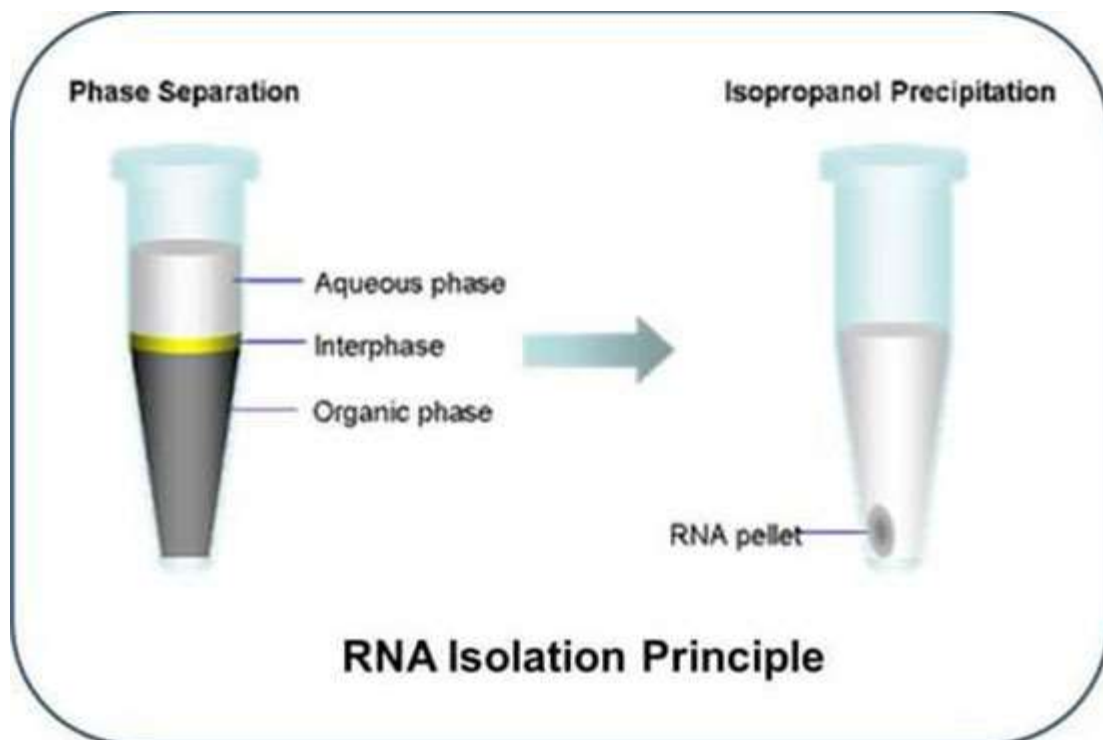 Phase Separation
Isopropanol Precipitation
Aqueous phase
Interphase
Organic phase
RNA pellet
RNA Isolation Principle